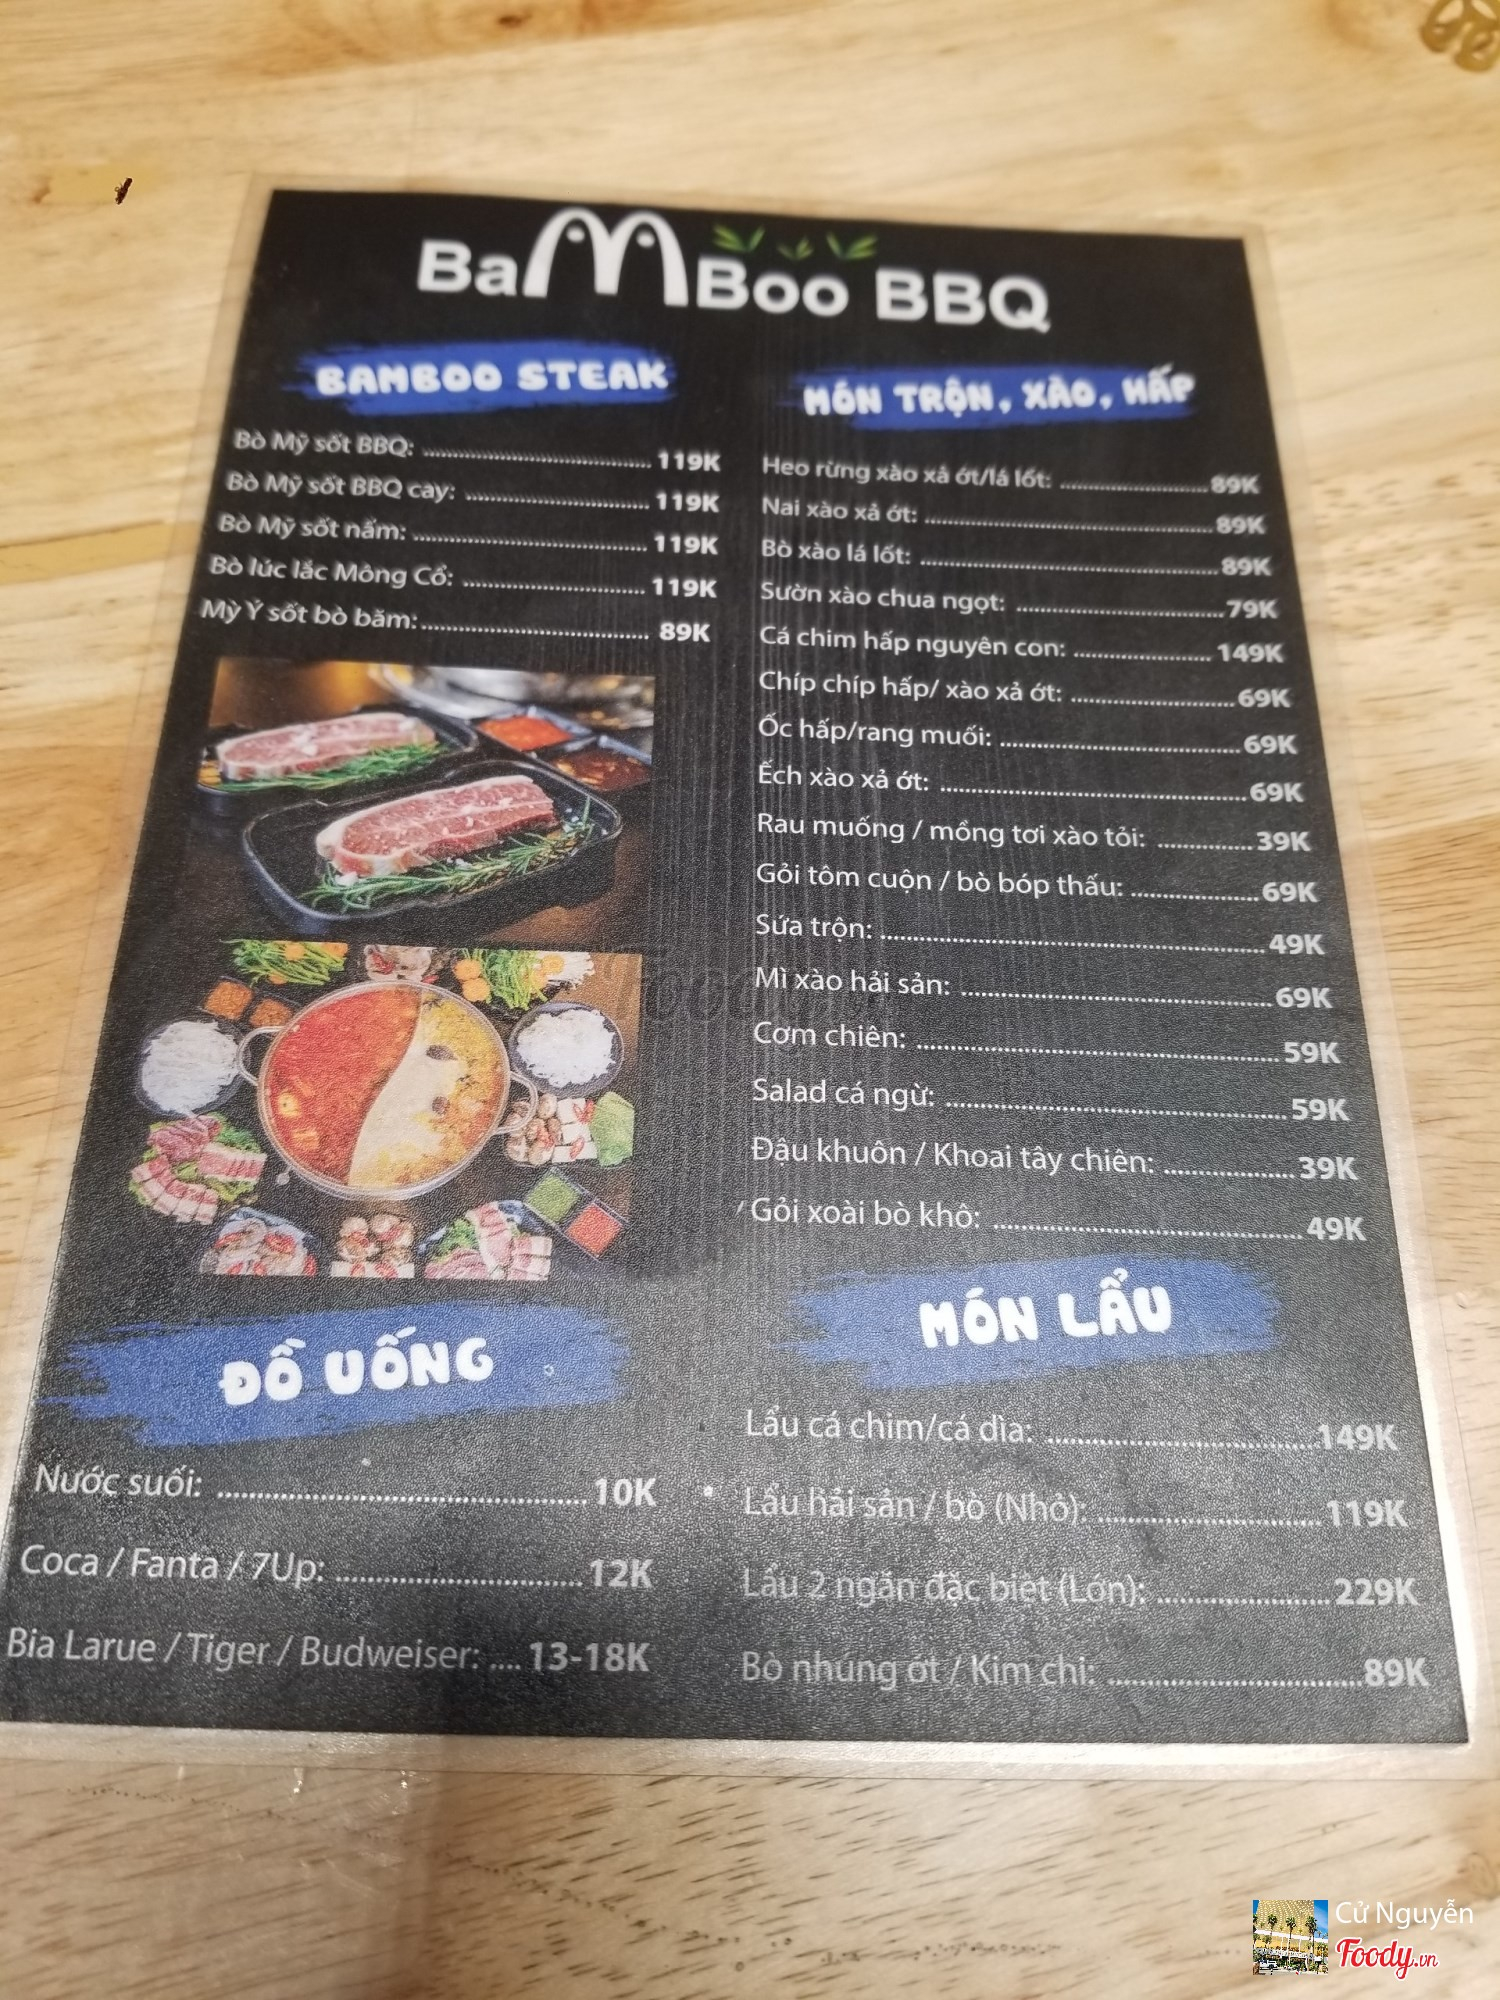 BaMBoo BBQ
BAMBOO STEAK
Bò Mỹ sốt BBQ: 119K
Bò Mỹ sốt BBQ cay: 119K
Bò Mỹ sốt nấm: 119K
Bò lúc lắc Mông Cổ: 119K
Mỳ Ý sốt bò băm: 89K
MÓN TRỘN, XÀO, HẤP
Heo rừng xào xả ớt/lá lốt: 89K
Nai xào xả ớt: 89K
Bò xào lá lốt: 89K
Sườn xào chua ngọt: 79K
Cá chim hấp nguyên con: 149K
Chíp chíp hấp/ xào xả ớt: 69K
Ốc hấp/rang muối: 69K
Ếch xào xả ớt: 69K
Rau muống / mồng tơi xào tỏi: 39K
Gỏi tôm cuộn / bò bóp thấu: 69K
Sứa trộn: 49K
Mì xào hải sản: 69K
Cơm chiên: 59K
Salad cá ngừ: 59K
Đậu khuôn / Khoai tây chiên: 39K
Gỏi xoài bò khô: 49K
ĐỒ UỐNG
Nước suối: 10K
Coca / Fanta / 7Up: 12K
Bia Larue / Tiger / Budweiser: 13-18K
MÓN LẨU
Lẩu cá chim/cá dìa: 149K
Lẩu hải sản / bò (Nhỏ): 119K
Lẩu 2 ngăn đặc biệt (Lớn): 229K
Bò nhúng ớt / Kim chi: 89K
Foody.vn
Cử Nguyễn
Foody.vn